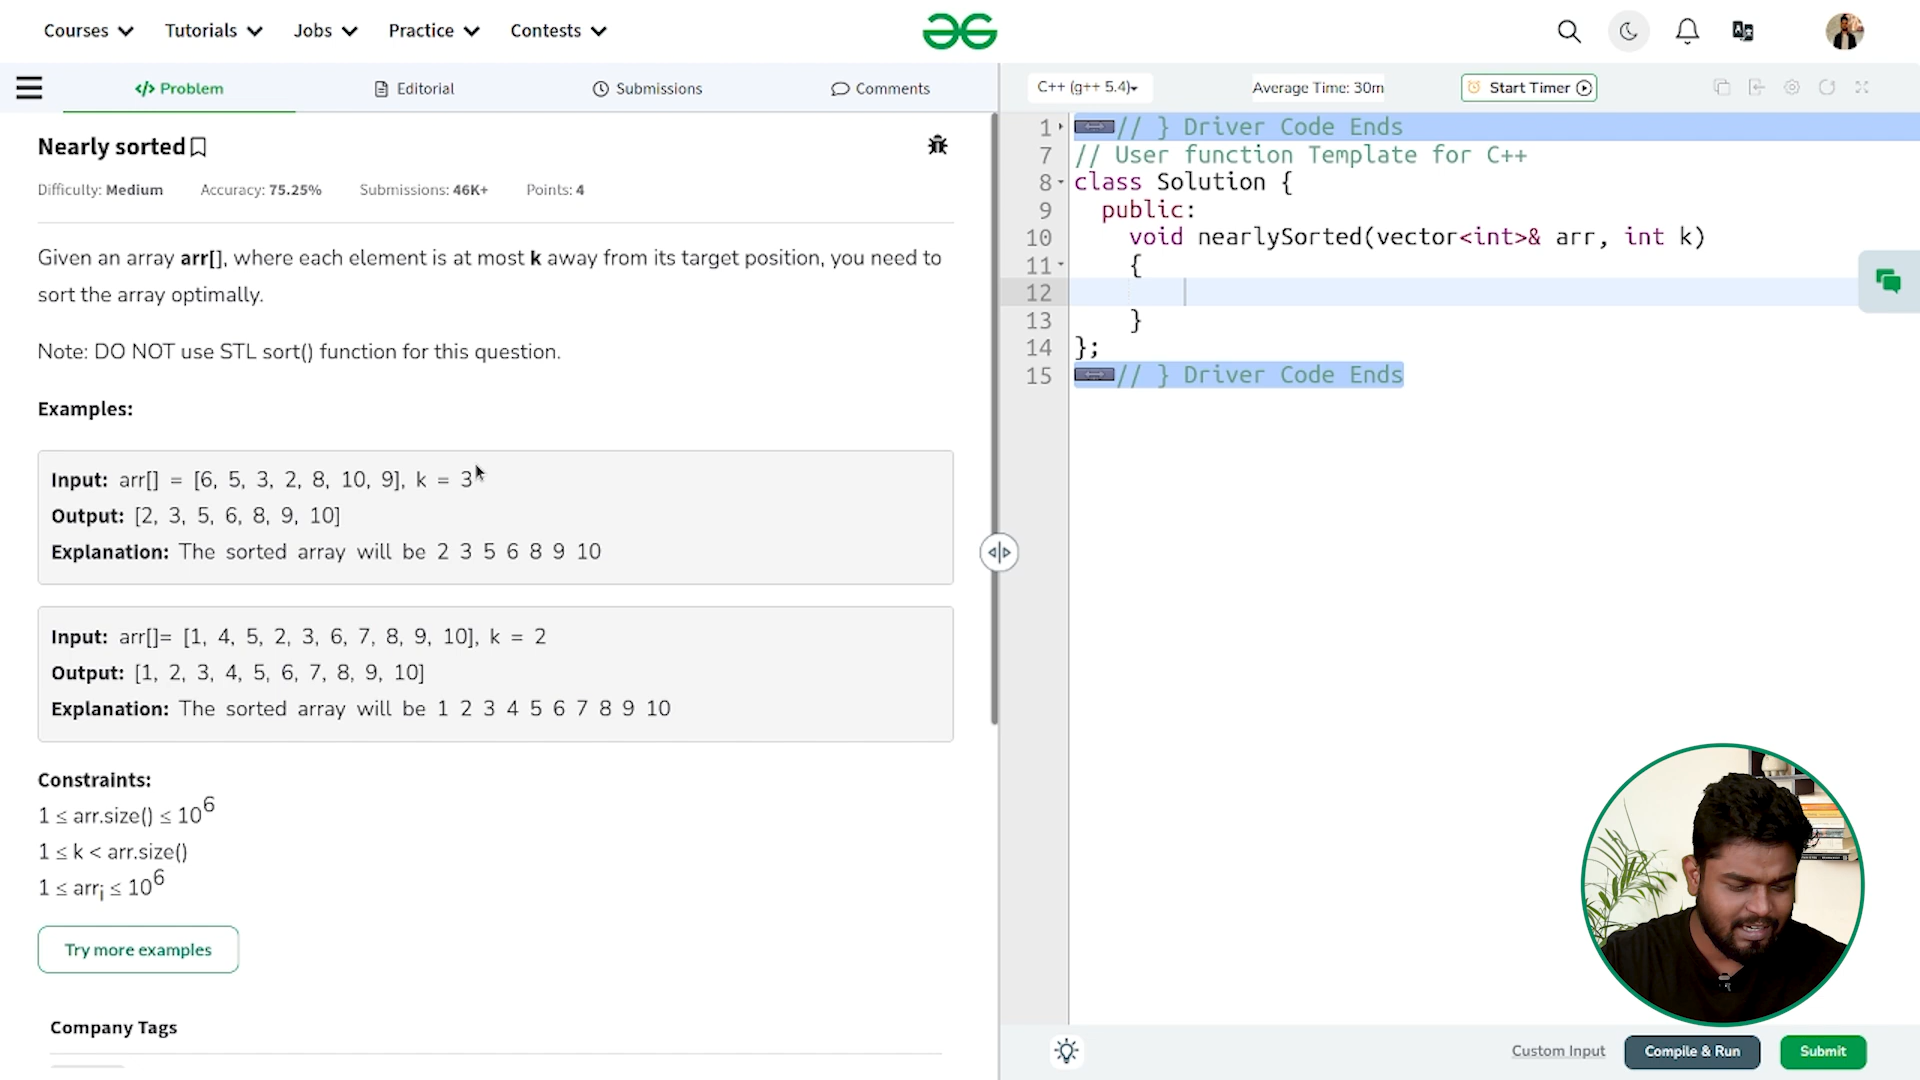 Courses Tutorials Jobs Practice Contests
Problem Editorial Submissions Comments
Nearly sorted
Difficulty: Medium Accuracy: 75.25% Submissions: 46K+ Points: 4
Given an array arr[], where each element is at most k away from its target position, you need to
sort the array optimally.
Note: DO NOT use STL sort() function for this question.
Examples:
Input: arr[] = [6, 5, 3, 2, 8, 10, 9], k = 3
Output: [2, 3, 5, 6, 8, 9, 10]
Explanation: The sorted array will be 2 3 5 6 8 9 10
Input: arr[]= [1, 4, 5, 2, 3, 6, 7, 8, 9, 10], k = 2
Output: [1, 2, 3, 4, 5, 6, 7, 8, 9, 10]
Explanation: The sorted array will be 1 2 3 4 5 6 7 8 9 10
Constraints:
1 ≤ arr.size() ≤ 10^6
1 ≤ k < arr.size()
1 ≤ arr_i ≤ 10^6
Try more examples
Company Tags
C++ (g++ 5.4) Average Time: 30m Start Timer
1 // } Driver Code Ends
7 // User function Template for C++
8 class Solution {
9 public:
10 void nearlySorted(vector<int>& arr, int k)
11 {
12
13 }
14 };
15 // } Driver Code Ends
Custom Input Compile & Run Submit